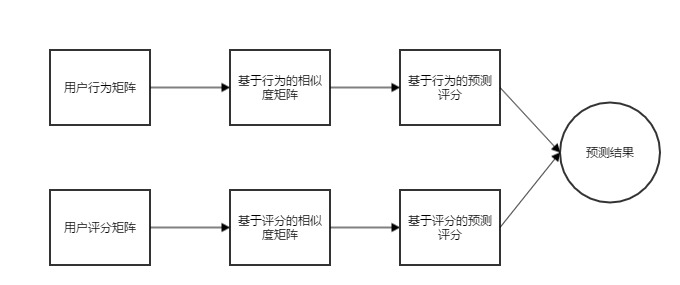 用户行为矩阵
基于行为的相似
度矩阵
基于行为的预测
评分
预测结果
用户评分矩阵
基于评分的相似
度矩阵
基于评分的预测
评分